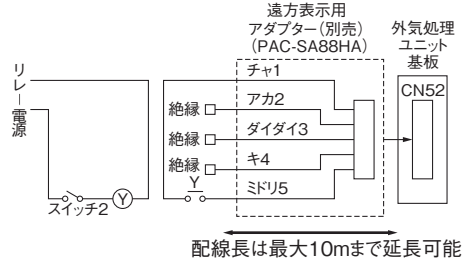 遠方表示用
アダプター(別売)
(PAC-SA88HA)
外気処理
ユニット
基板
リレー電源
チャ1
CN52
絶縁
アカ2
絶縁
ダイダイ3
絶縁
キ4
Y
ミドリ5
スイッチ2
Y
配線長は最大10mまで延長可能